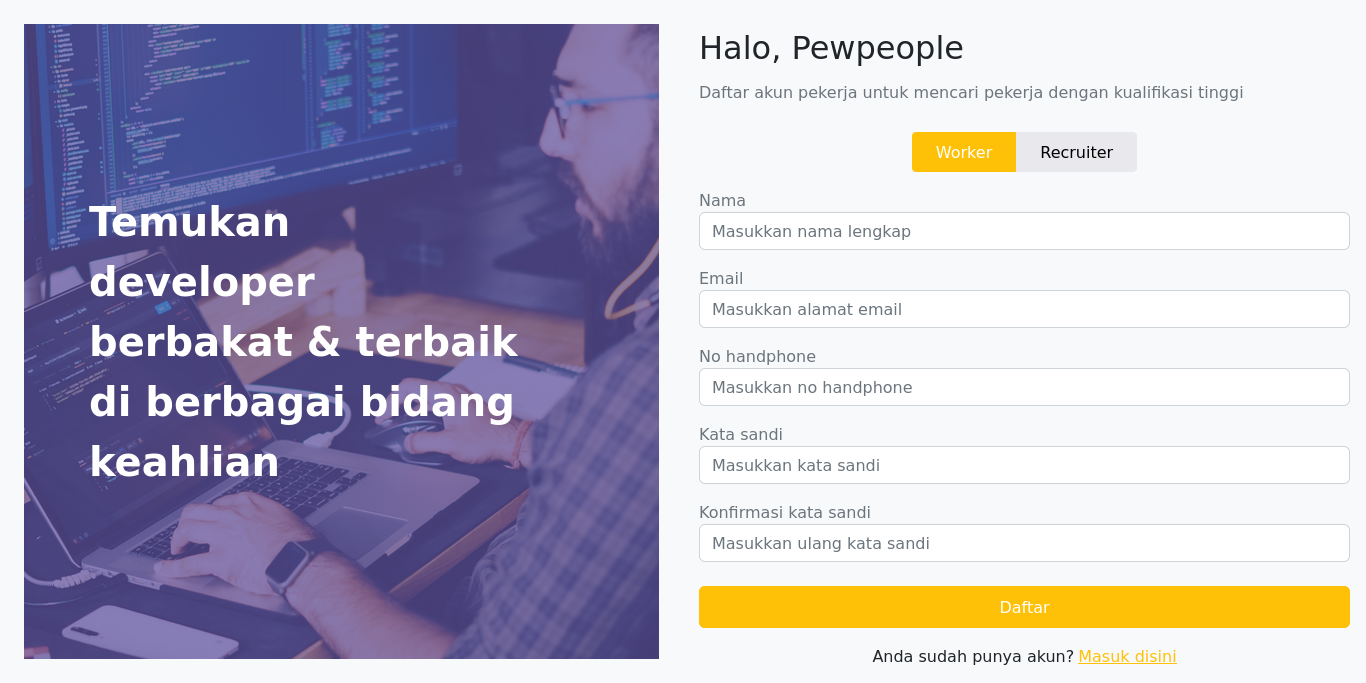 Temukan
developer
berbakat & terbaik
di berbagai bidang
keahlian
Halo, Pewpeople
Daftar akun pekerja untuk mencari pekerja dengan kualifikasi tinggi
Worker
Recruiter
Nama
Masukkan nama lengkap
Email
Masukkan alamat email
No handphone
Masukkan no handphone
Kata sandi
Masukkan kata sandi
Konfirmasi kata sandi
Masukkan ulang kata sandi
Daftar
Anda sudah punya akun? Masuk disini